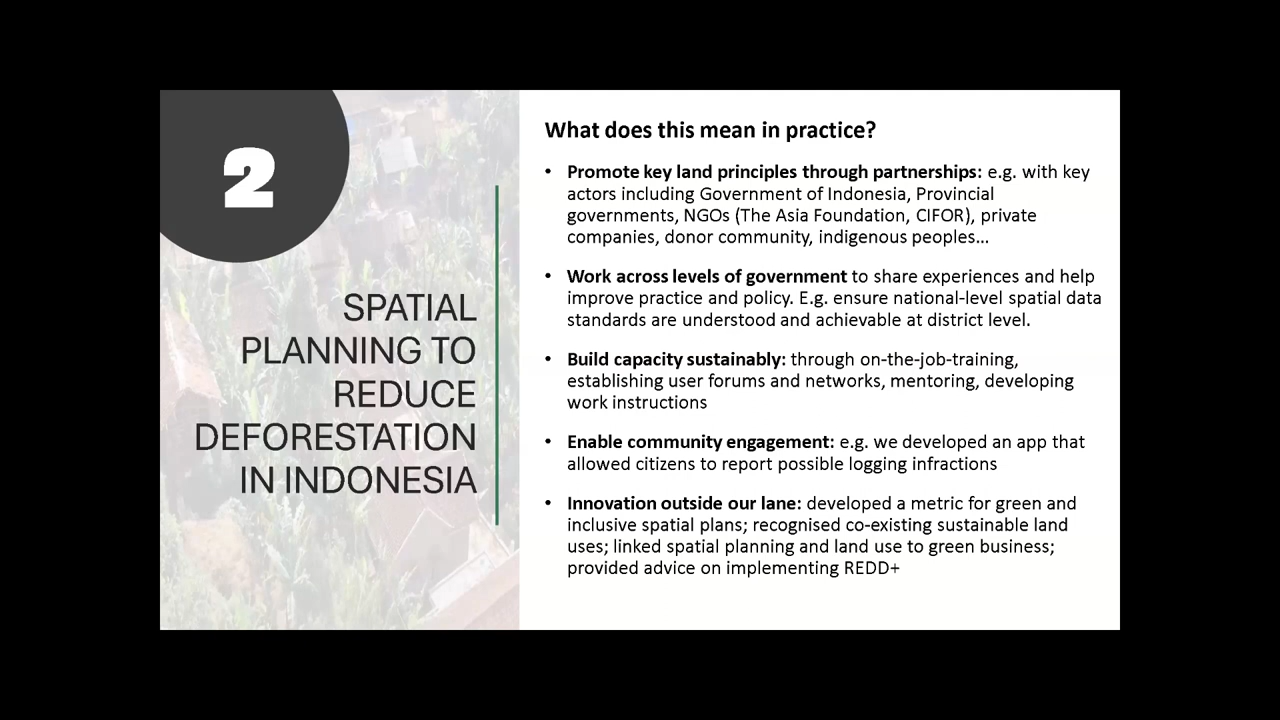 2
SPATIAL
PLANNING TO
REDUCE
DEFORESTATION
IN INDONESIA
What does this mean in practice?
• Promote key land principles through partnerships: e.g. with key
actors including Government of Indonesia, Provincial
governments, NGOs (The Asia Foundation, CIFOR), private
companies, donor community, indigenous peoples…
• Work across levels of government to share experiences and help
improve practice and policy. E.g. ensure national-level spatial data
standards are understood and achievable at district level.
• Build capacity sustainably: through on-the-job-training,
establishing user forums and networks, mentoring, developing
work instructions
• Enable community engagement: e.g. we developed an app that
allowed citizens to report possible logging infractions
• Innovation outside our lane: developed a metric for green and
inclusive spatial plans; recognised co-existing sustainable land
uses; linked spatial planning and land use to green business;
provided advice on implementing REDD+